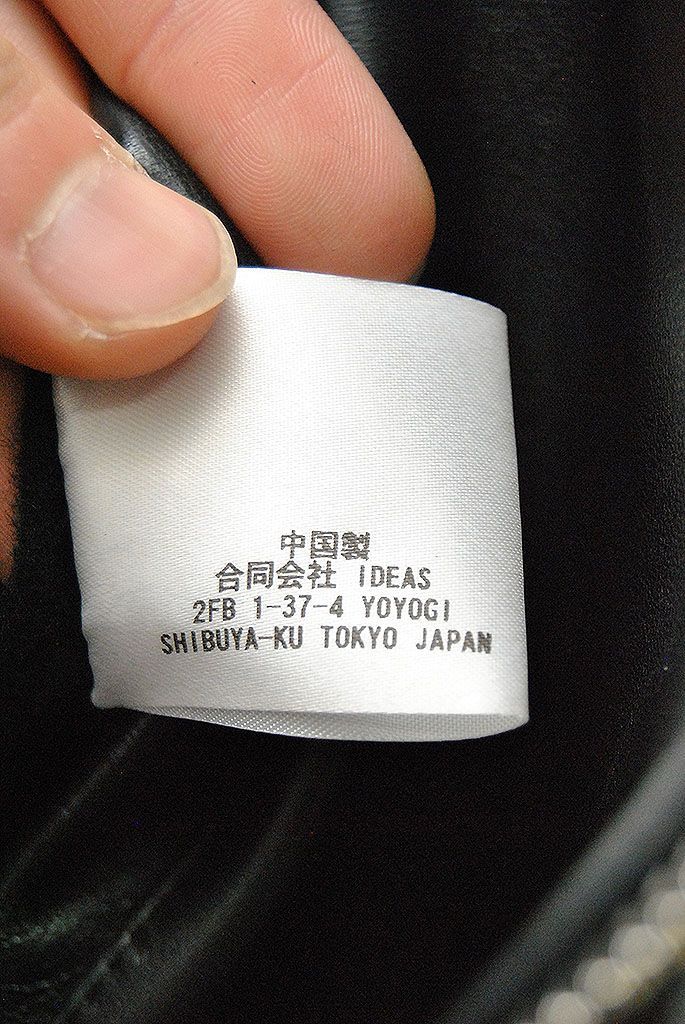 中国製
合同会社 IDEAS
2FB 1-37-4 YOYOGI
SHIBUYA-KU TOKYO JAPAN